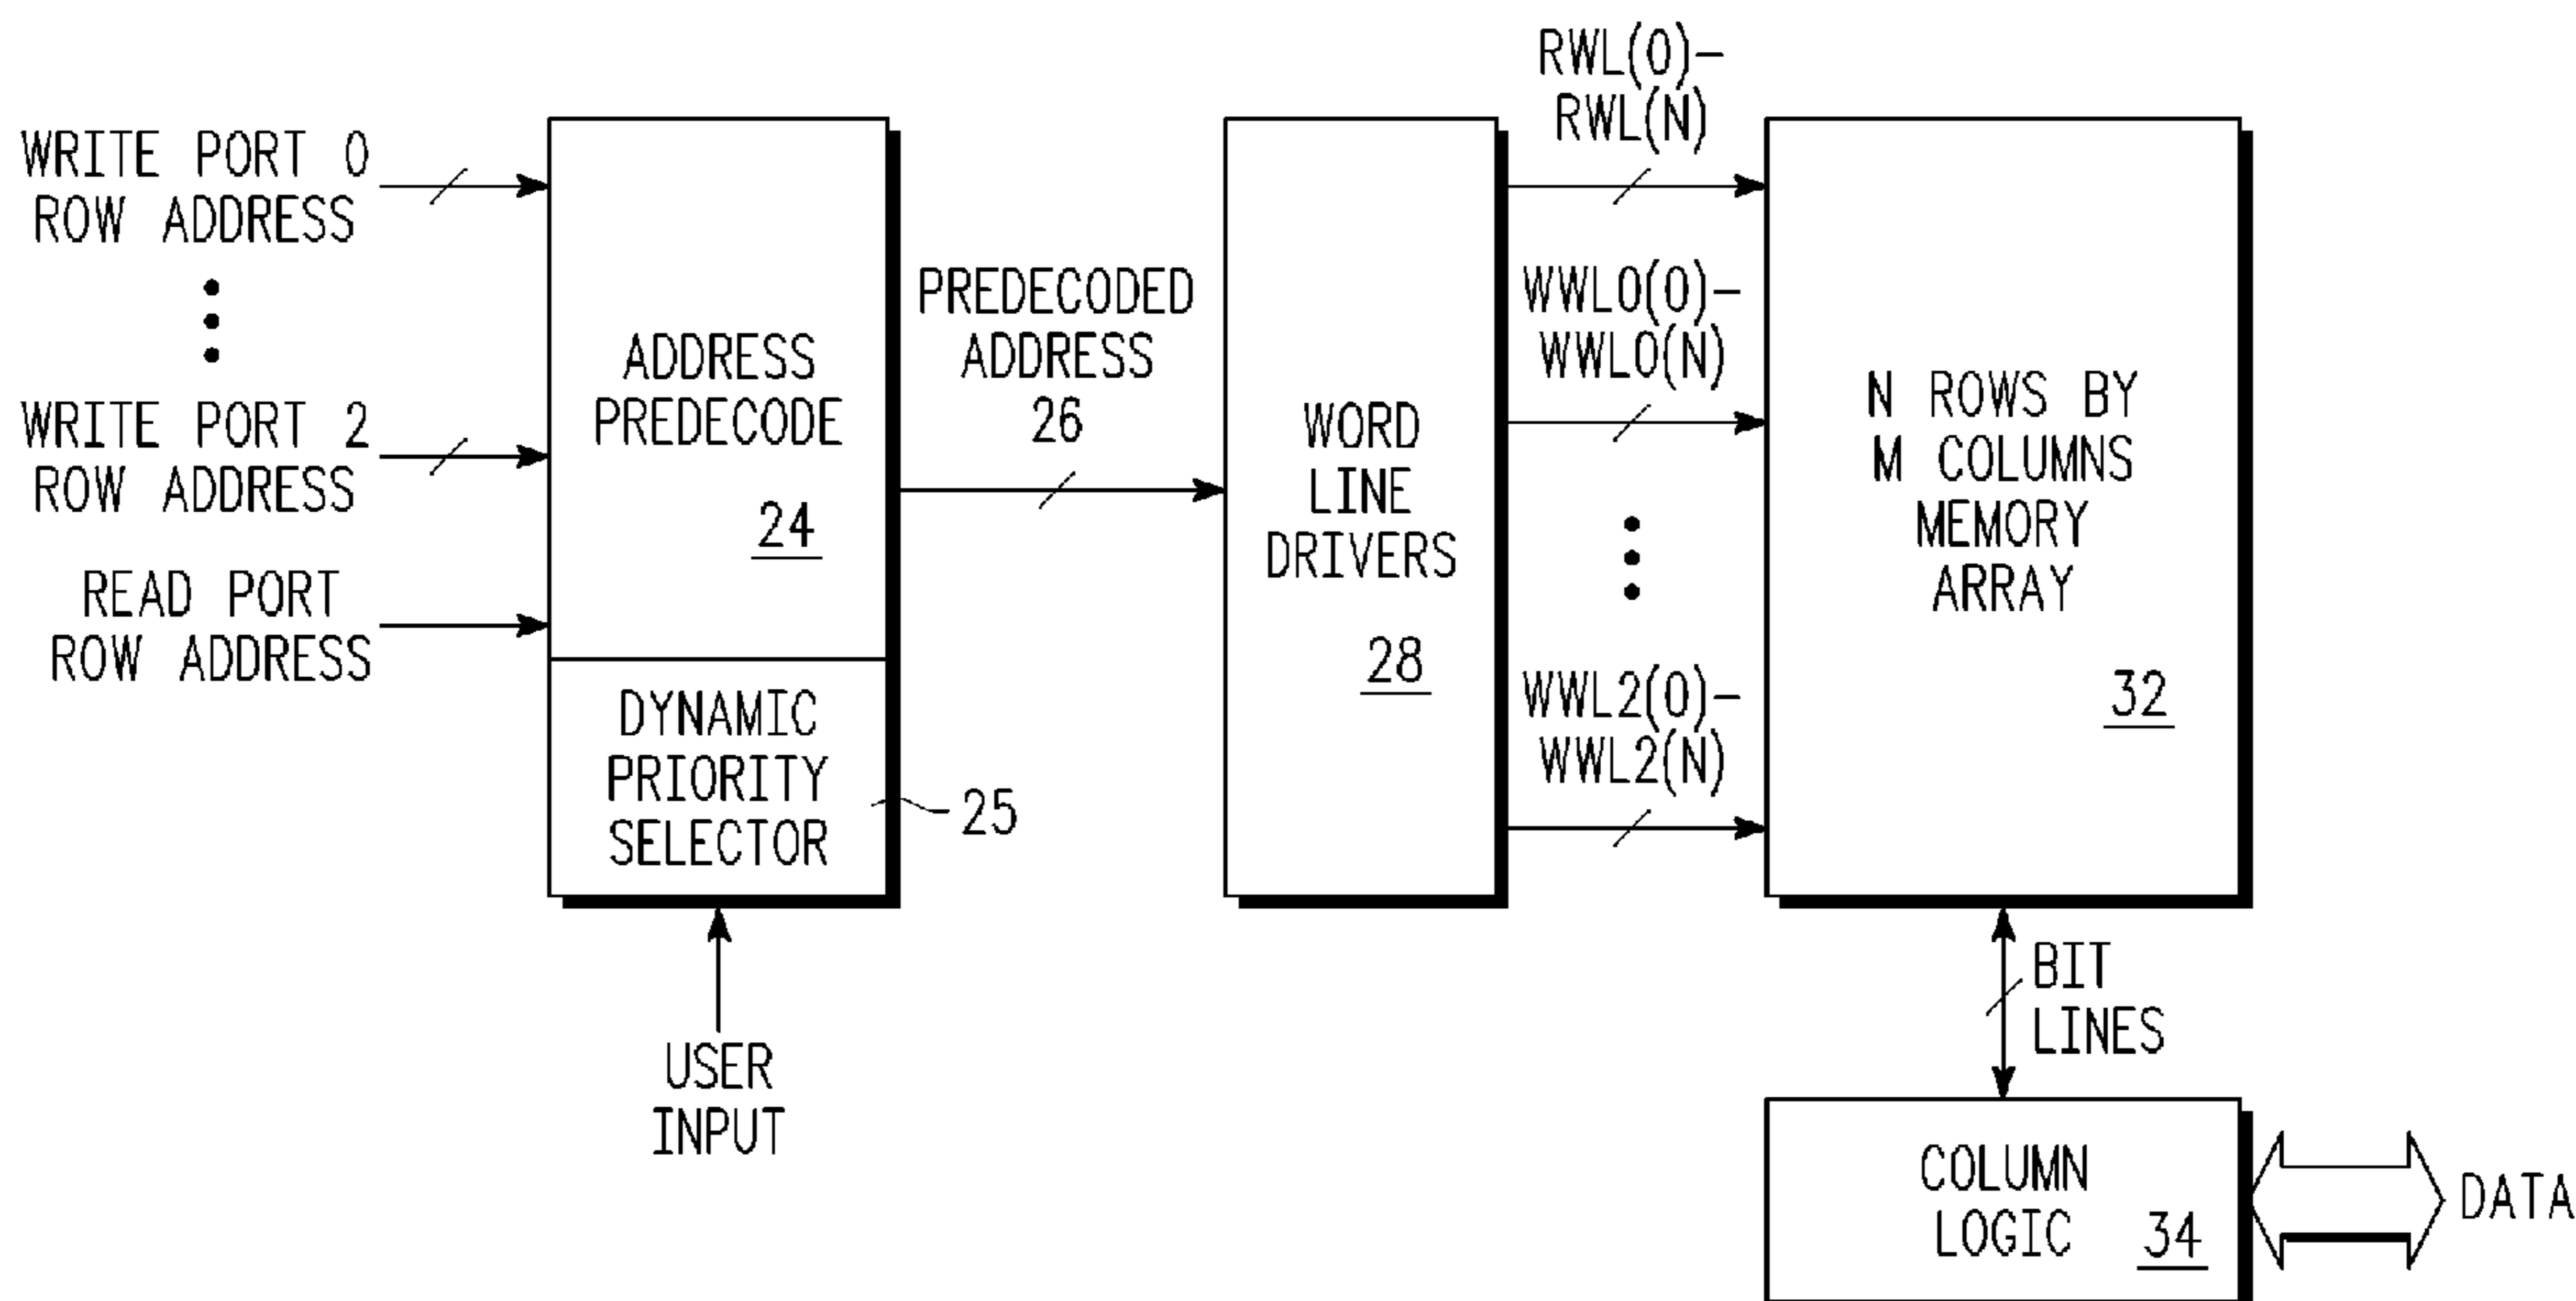 WRITE PORT 0
ROW ADDRESS
WRITE PORT 2
ROW ADDRESS
READ PORT
ROW ADDRESS
ADDRESS
PREDECODE
24
DYNAMIC
PRIORITY
SELECTOR
25
USER
INPUT
PREDECODED
ADDRESS
26
WORD
LINE
DRIVERS
28
RWL(0)-
RWL(N)
WWL0(0)-
WWL0(N)
WWL2(0)-
WWL2(N)
N ROWS BY
M COLUMNS
MEMORY
ARRAY
32
BIT
LINES
COLUMN
LOGIC
34
DATA